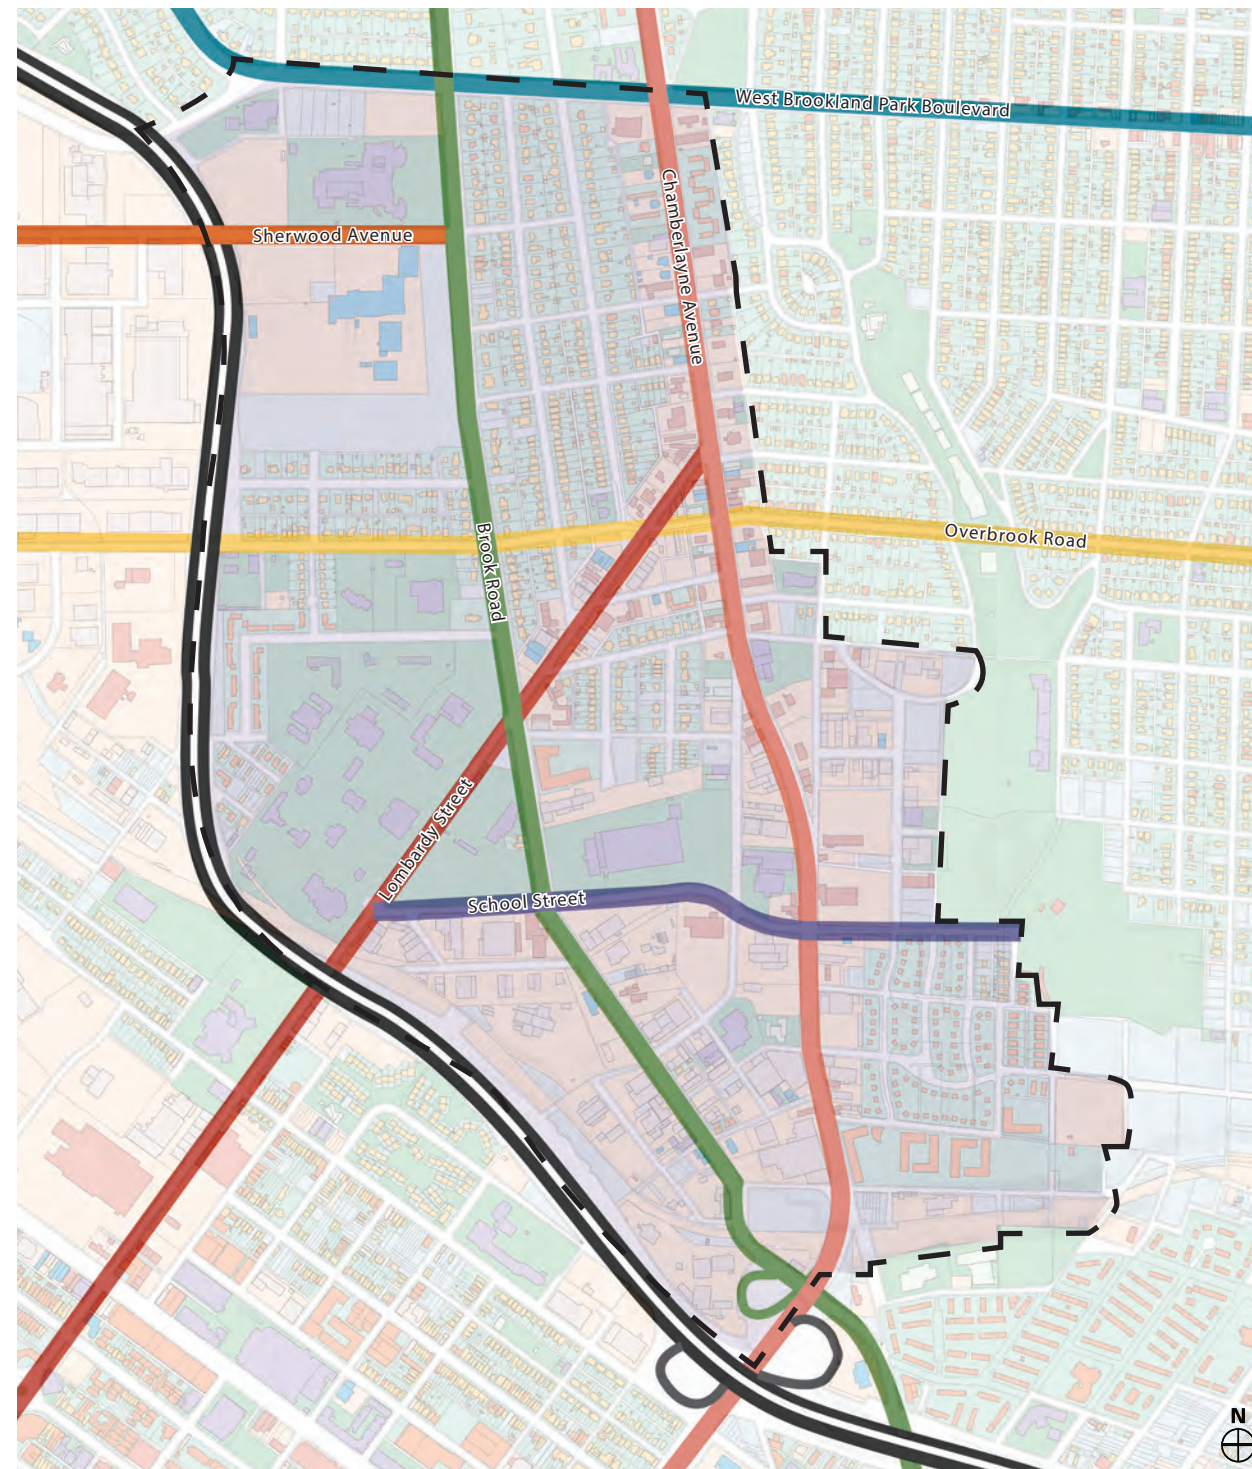 West Brookland Park Boulevard
Chamberlayne Avenue
Sherwood Avenue
Brook Road
Overbrook Road
Lombardy Street
School Street
N